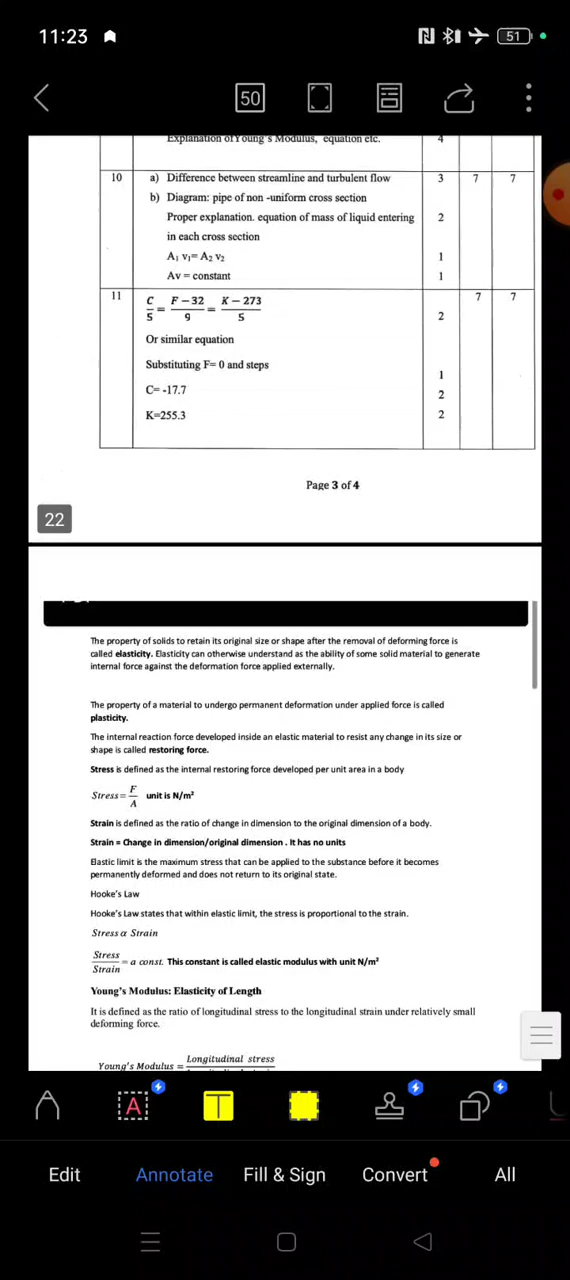 11:23
51
50
Explanation of Young's Modulus, equation etc. 4
10 a) Difference between streamline and turbulent flow 3 7 7
b) Diagram: pipe of non -uniform cross section
Proper explanation. equation of mass of liquid entering 2
in each cross section
A₁ v₁= A₂ v₂ 1
Av = constant 1
11 C/5 = F − 32/9 = K − 273/5 2 7 7
Or similar equation
Substituting F= 0 and steps 1
C= -17.7 2
K=255.3 2
Page 3 of 4
22
The property of solids to retain its original size or shape after the removal of deforming force is
called elasticity. Elasticity can otherwise understand as the ability of some solid material to generate
internal force against the deformation force applied externally.
The property of a material to undergo permanent deformation under applied force is called
plasticity.
The internal reaction force developed inside an elastic material to resist any change in its size or
shape is called restoring force.
Stress is defined as the internal restoring force developed per unit area in a body
Stress = F/A unit is N/m²
Strain is defined as the ratio of change in dimension to the original dimension of a body.
Strain = Change in dimension/original dimension . It has no units
Elastic limit is the maximum stress that can be applied to the substance before it becomes
permanently deformed and does not return to its original state.
Hooke's Law
Hooke's Law states that within elastic limit, the stress is proportional to the strain.
Stress α Strain
Stress/Strain = a const. This constant is called elastic modulus with unit N/m²
Young's Modulus: Elasticity of Length
It is defined as the ratio of longitudinal stress to the longitudinal strain under relatively small
deforming force.
Young's Modulus = Longitudinal stress
A T
Edit Annotate Fill & Sign Convert All